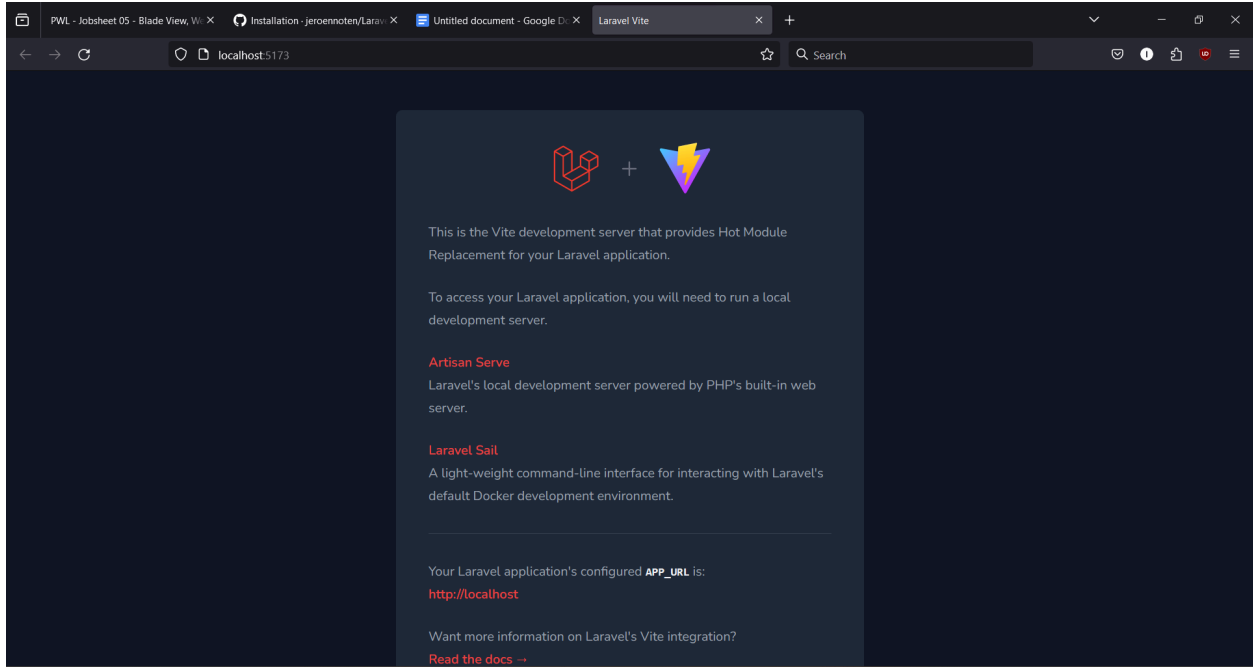 PWL - Jobsheet 05 - Blade View, We
Installation · jeroennoten/Larave
Untitled document - Google Do
Laravel Vite
localhost:5173
Search
This is the Vite development server that provides Hot Module
Replacement for your Laravel application.
To access your Laravel application, you will need to run a local
development server.
Artisan Serve
Laravel's local development server powered by PHP's built-in web
server.
Laravel Sail
A light-weight command-line interface for interacting with Laravel's
default Docker development environment.
Your Laravel application's configured APP_URL is:
http://localhost
Want more information on Laravel's Vite integration?
Read the docs →